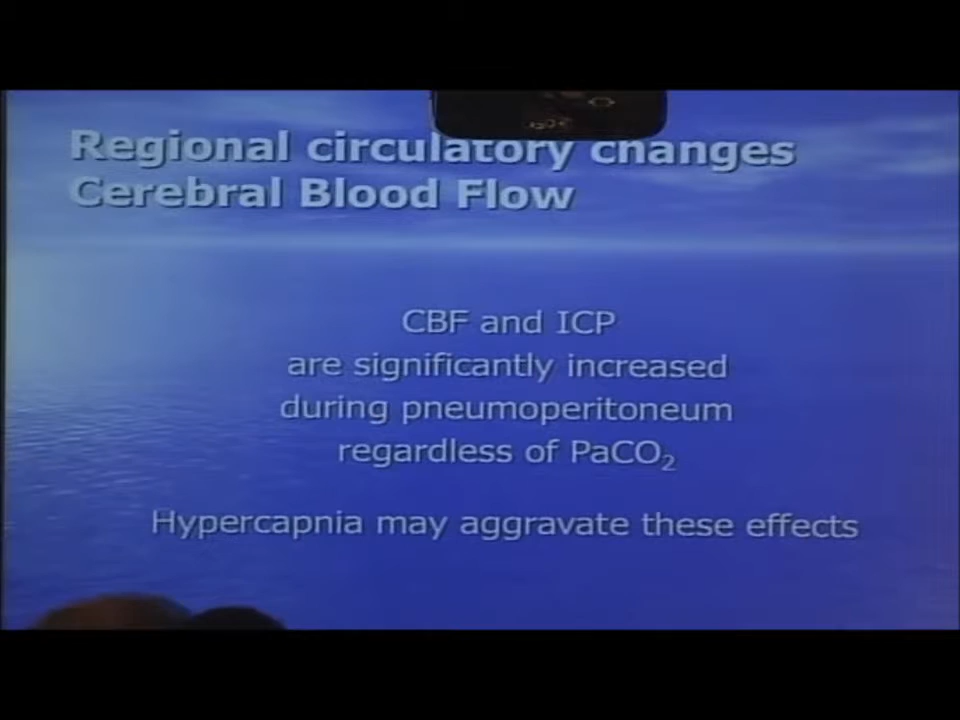 Regional circulatory changes
Cerebral Blood Flow
CBF and ICP
are significantly increased
during pneumoperitoneum
regardless of PaCO₂
Hypercapnia may aggravate these effects